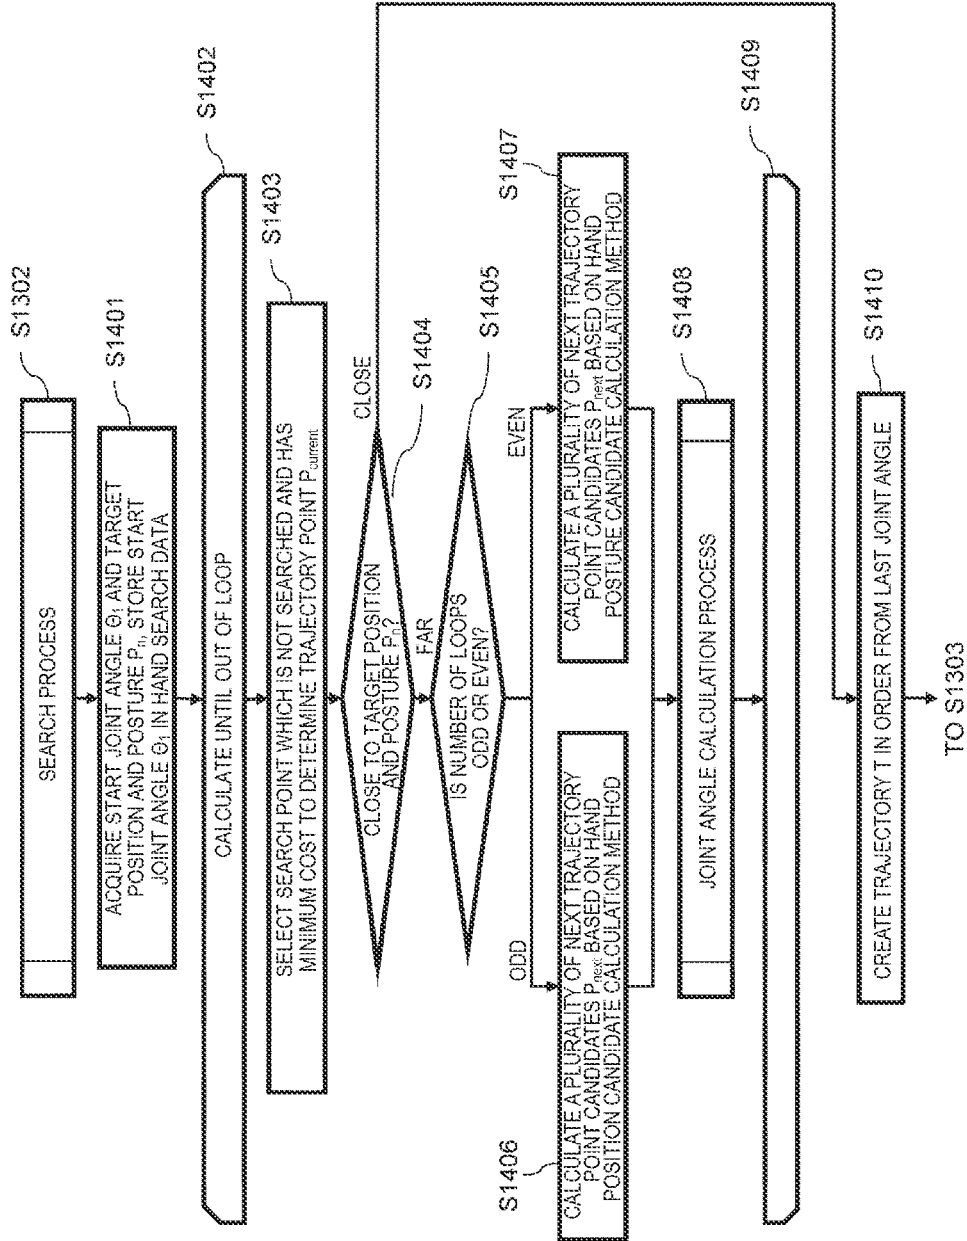 SEARCH PROCESS
S1302
ACQUIRE START JOINT ANGLE Θ₁ AND TARGET
POSITION AND POSTURE Pₙ, STORE START
JOINT ANGLE Θ₁ IN HAND SEARCH DATA
S1401
CALCULATE UNTIL OUT OF LOOP
S1402
SELECT SEARCH POINT WHICH IS NOT SEARCHED AND HAS
MINIMUM COST TO DETERMINE TRAJECTORY POINT Pcurrent
S1403
CLOSE TO TARGET POSITION
AND POSTURE Pₙ?
CLOSE
S1404
FAR
IS NUMBER OF LOOPS
ODD OR EVEN?
S1405
ODD
EVEN
S1406
CALCULATE A PLURALITY OF NEXT TRAJECTORY
POINT CANDIDATES Pnext BASED ON HAND
POSITION CANDIDATE CALCULATION METHOD
CALCULATE A PLURALITY OF NEXT TRAJECTORY
POINT CANDIDATES Pnext BASED ON HAND
POSTURE CANDIDATE CALCULATION METHOD
S1407
JOINT ANGLE CALCULATION PROCESS
S1408
S1409
CREATE TRAJECTORY T IN ORDER FROM LAST JOINT ANGLE
S1410
TO S1303